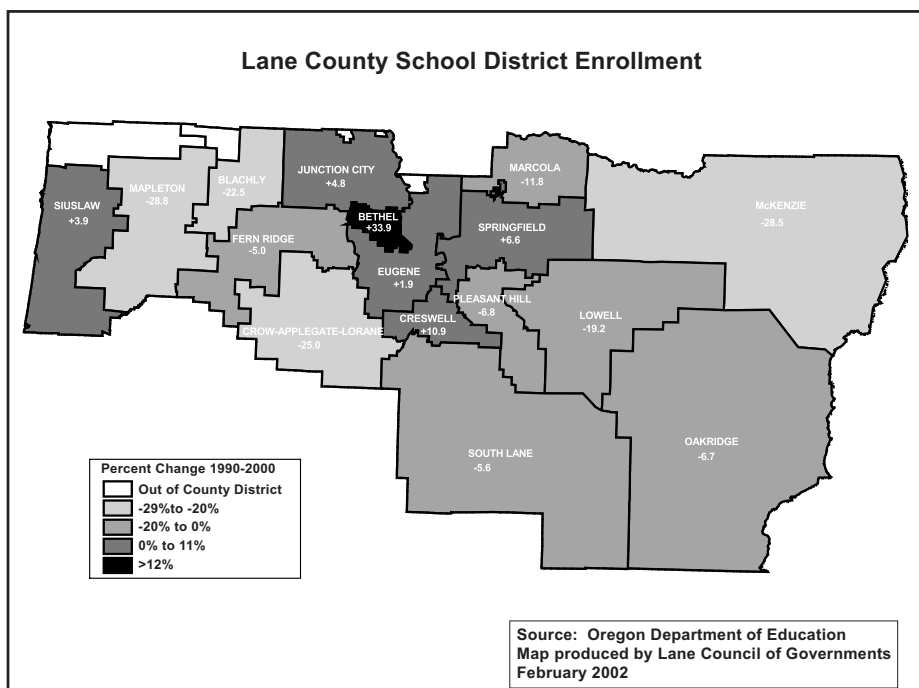 Lane County School District Enrollment
SIUSLAW
+3.9
MAPLETON
-28.8
BLACHLY
-22.5
JUNCTION CITY
+4.8
MARCOLA
-11.8
McKENZIE
-28.5
BETHEL
+33.9
FERN RIDGE
-5.0
SPRINGFIELD
+6.6
EUGENE
+1.9
PLEASANT HILL
-6.8
LOWELL
-19.2
CRESWELL
+10.9
CROW-APPLEGATE-LORANE
-25.0
SOUTH LANE
-5.6
OAKRIDGE
-6.7
Percent Change 1990-2000
Out of County District
-29%to -20%
-20% to 0%
0% to 11%
>12%
Source: Oregon Department of Education
Map produced by Lane Council of Governments
February 2002